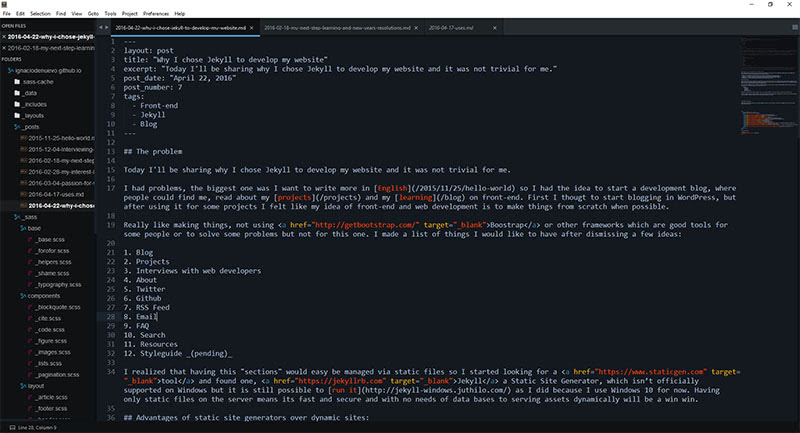 File Edit Selection Find View Goto Tools Project Preferences Help
OPEN FILES
2016-04-22-why-i-chose-jekyll-
2016-02-18-my-next-step-learning
FOLDERS
ignaciodenuevo.github.io
.sass-cache
_data
_includes
_layouts
_posts
2015-11-25-hello-world.m
2015-12-04-interviewing-
2016-02-18-my-next-step
2016-02-28-my-interest-i
2016-03-04-passion-for-
2016-04-17-uses.md
2016-04-22-why-i-chose
_sass
base
_base.scss
_forofor.scss
_helpers.scss
_shame.scss
_typography.scss
components
_blockquote.scss
_cite.scss
_code.scss
_figure.scss
_images.scss
_lists.scss
_pagination.scss
layout
_article.scss
_footer.scss
_header.scss
2016-04-22-why-i-chose-jekyll-to-develop-my-website.md
2016-02-18-my-next-step-learning-and-new-years-resolutions.md
2016-04-17-uses.md
1 ---
2 layout: post
3 title: "Why I chose Jekyll to develop my website"
4 excerpt: "Today I'll be sharing why I chose Jekyll to develop my website and it was not trivial for me."
5 post_date: "April 22, 2016"
6 post_number: 7
7 tags:
8 - Front-end
9 - Jekyll
10 - Blog
11 ---
12
13 ## The problem
14
15 Today I'll be sharing why I chose Jekyll to develop my website and it was not trivial for me.
16
17 I had problems, the biggest one was I want to write more in [English](/2015/11/25/hello-world) so I had the idea to start a development blog, where
people could find me, read about my [projects](/projects) and my [learning](/blog) on front-end. First I thougt to start blogging in WordPress, but
after using it for some projects I felt like my idea of front-end and web development is to make things from scratch when possible.
18
19 Really like making things, not using <a href="http://getbootstrap.com/" target="_blank">Boostrap</a> or other frameworks which are good tools for
some people or to solve some problems but not for this one. I made a list of things I would like to have after dismissing a few ideas:
20
21 1. Blog
22 2. Projects
23 3. Interviews with web developers
24 4. About
25 5. Twitter
26 6. Github
27 7. RSS Feed
28 8. Email
29 9. FAQ
30 10. Search
31 11. Resources
32 12. Styleguide _(pending)_
33
34 I realized that having this "sections" would easy be managed via static files so I started looking for a <a href="https://www.staticgen.com" target=
"_blank">tool</a> and found one, <a href="https://jekyllrb.com" target="_blank">Jekyll</a> a Static Site Generator, which isn't officially
supported on Windows but it is still possible to [run it](http://jekyll-windows.juthilo.com/) as I did because I use Windows 10 for now. Having
only static files on the server means its fast and secure and with no needs of data bases to serving assets dynamically will be a win win.
35
36 ## Advantages of static site generators over dynamic sites:
Line 28, Column 9